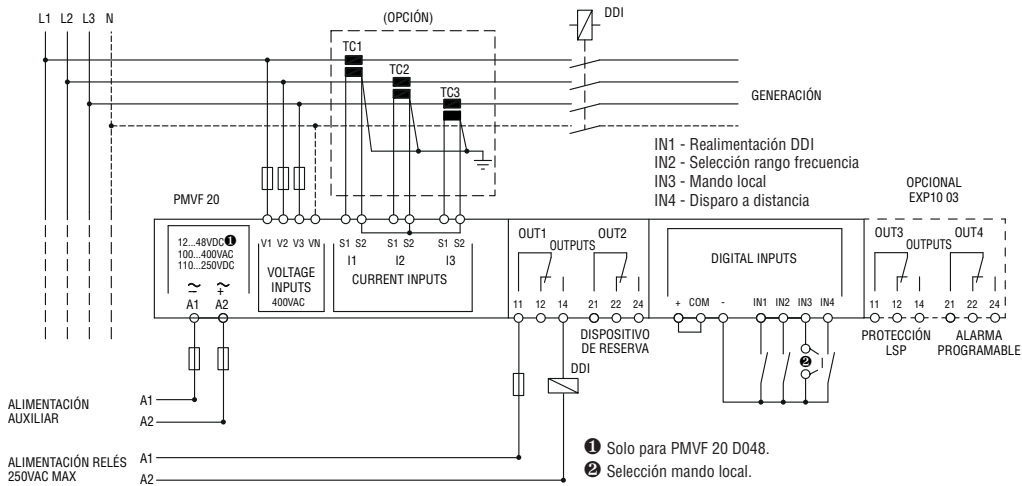 L1 L2 L3 N
(OPCIÓN)
DDI
TC1
TC2
TC3
GENERACIÓN
IN1 - Realimentación DDI
IN2 - Selección rango frecuencia
IN3 - Mando local
IN4 - Disparo a distancia
OPCIONAL
EXP10 03
PMVF 20
12...48VDC❶
100...400VAC
110...250VDC
~ ~
− +
A1 A2
V1 V2 V3 VN
VOLTAGE
INPUTS
400VAC
S1 S2 S1 S2 S1 S2
I1 I2 I3
CURRENT INPUTS
OUT1 OUT2
OUTPUTS
11 12 14 21 22 24
DISPOSITIVO
DE RESERVA
DIGITAL INPUTS
+ COM - IN1 IN2 IN3 IN4
❷
OUT3 OUT4
OUTPUTS
11 12 14 21 22 24
PROTECCIÓN
LSP
ALARMA
PROGRAMABLE
DDI
ALIMENTACIÓN
AUXILIAR
A1
A2
ALIMENTACIÓN RELÉS
250VAC MAX
A1
A2
❶ Solo para PMVF 20 D048.
❷ Selección mando local.